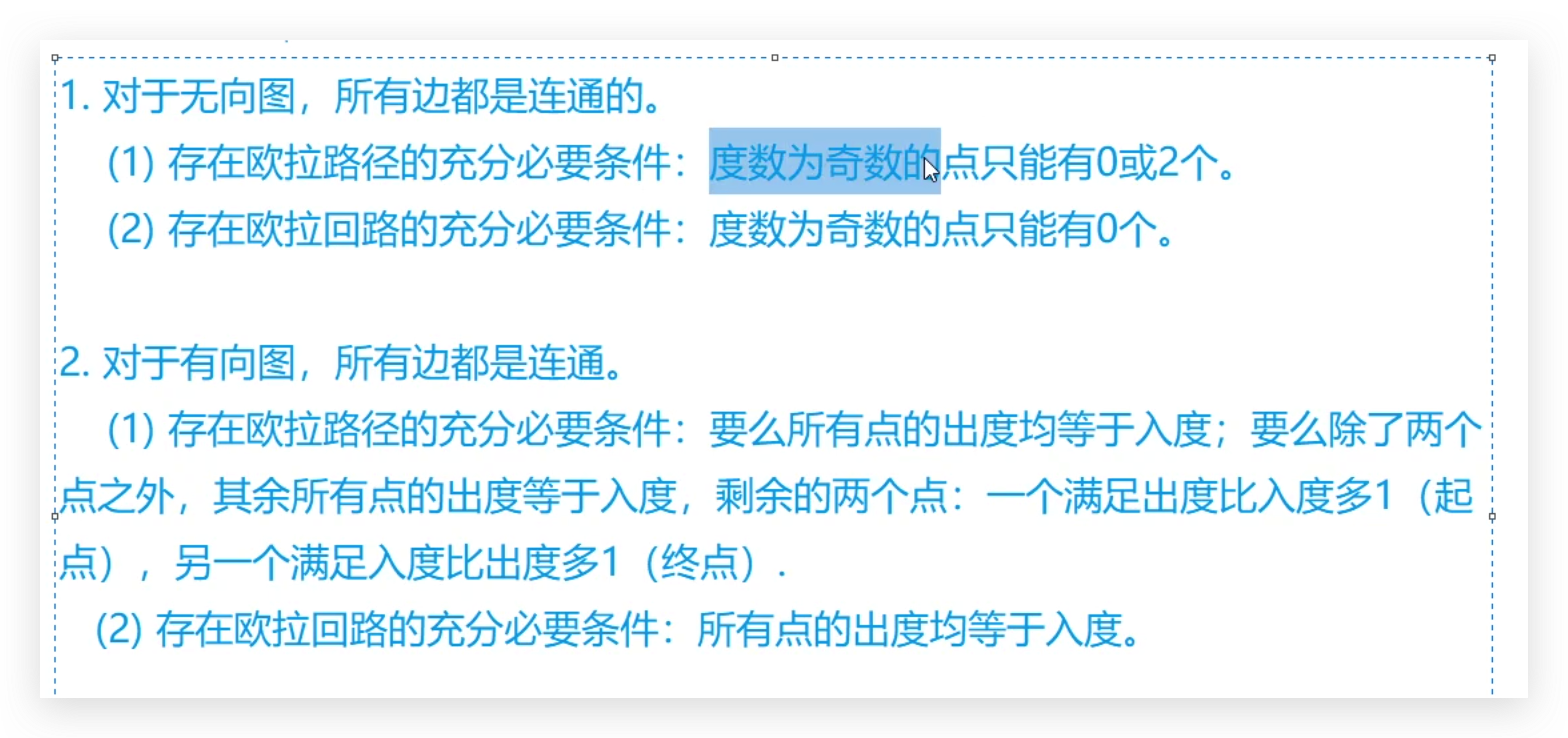 1. 对于无向图，所有边都是连通的。
(1) 存在欧拉路径的充分必要条件：度数为奇数的点只能有0或2个。
(2) 存在欧拉回路的充分必要条件：度数为奇数的点只能有0个。
2. 对于有向图，所有边都是连通。
(1) 存在欧拉路径的充分必要条件：要么所有点的出度均等于入度；要么除了两个
点之外，其余所有点的出度等于入度，剩余的两个点：一个满足出度比入度多1（起
点），另一个满足入度比出度多1（终点）.
(2) 存在欧拉回路的充分必要条件：所有点的出度均等于入度。